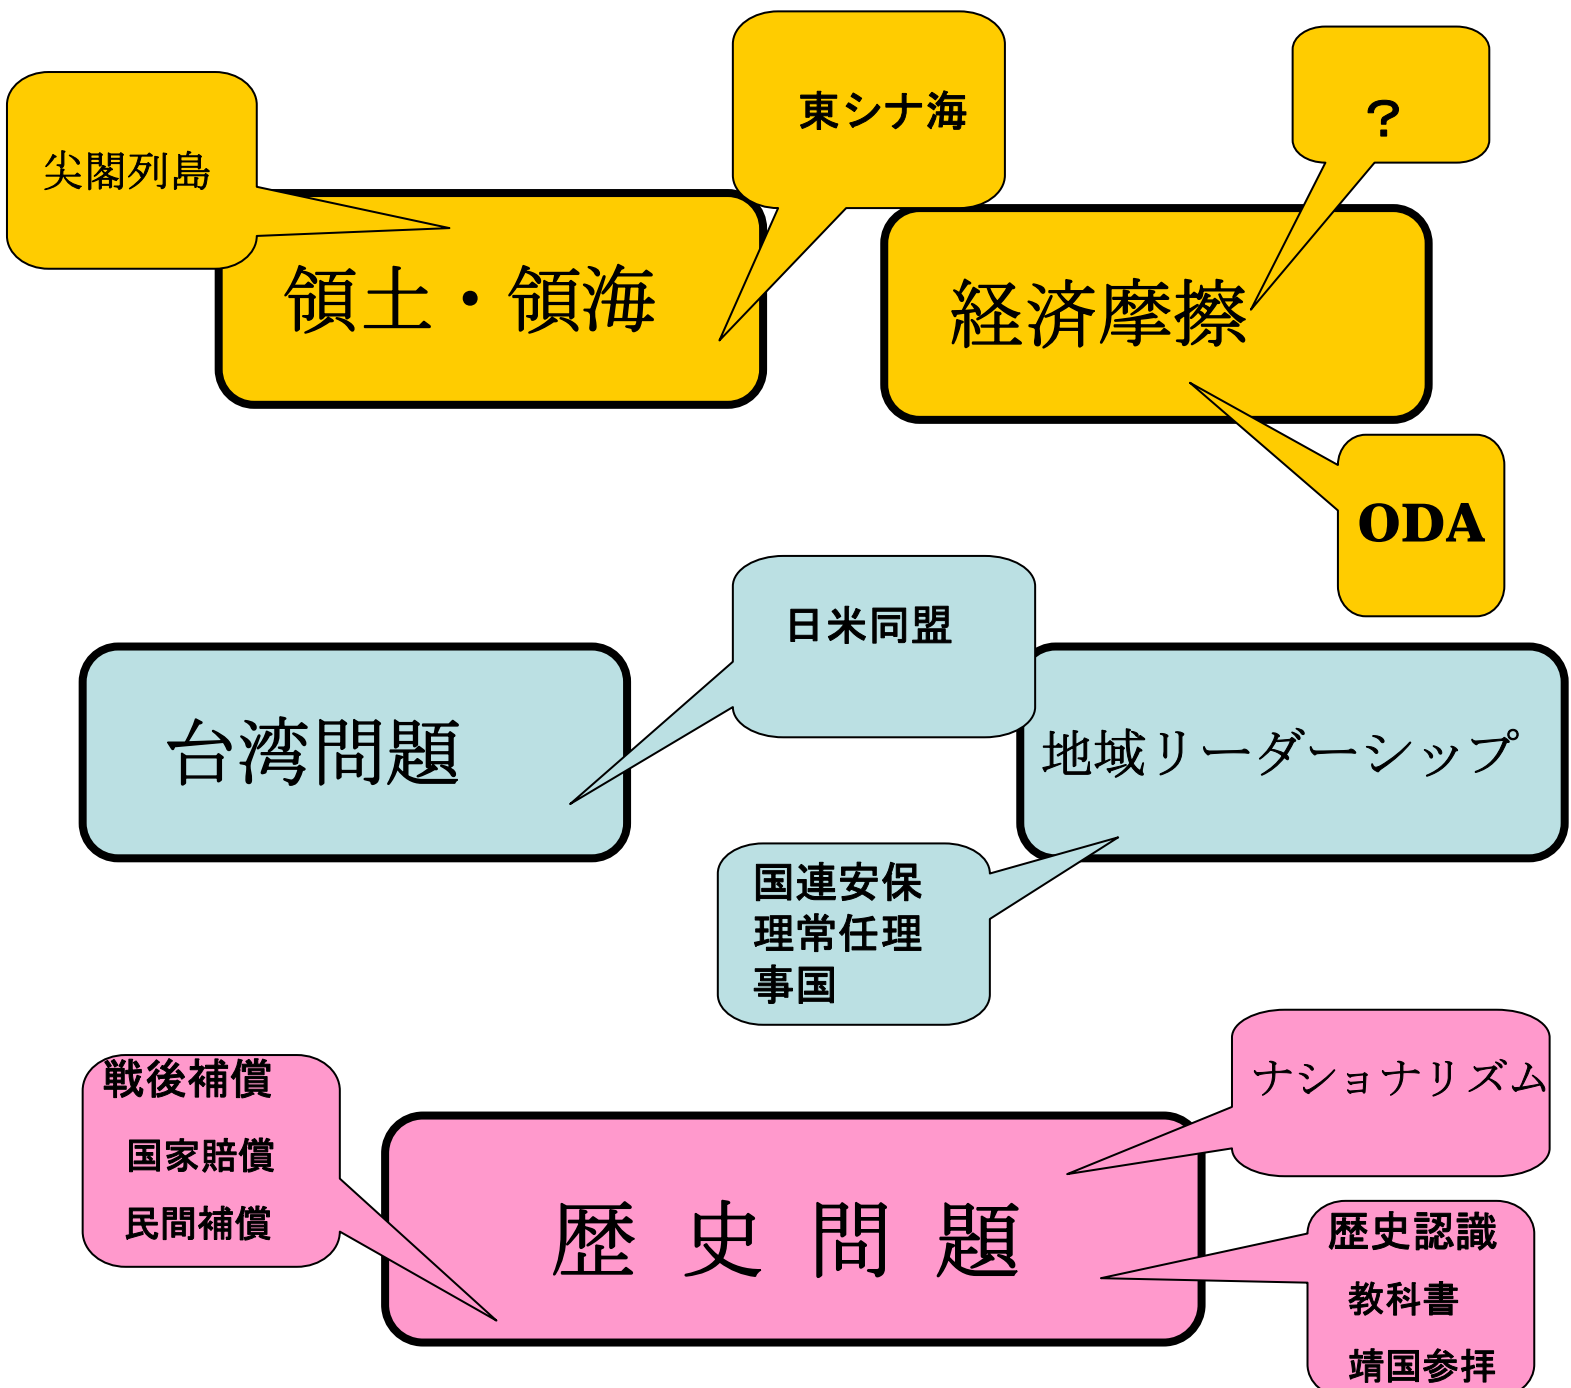 東シナ海
?
尖閣列島
領土・領海
経済摩擦
ODA
日米同盟
台湾問題
地域リーダーシップ
国連安保
理常任理
事国
ナショナリズム
戦後補償
国家賠償
民間補償
歴史問題
歴史認識
教科書
靖国参拝